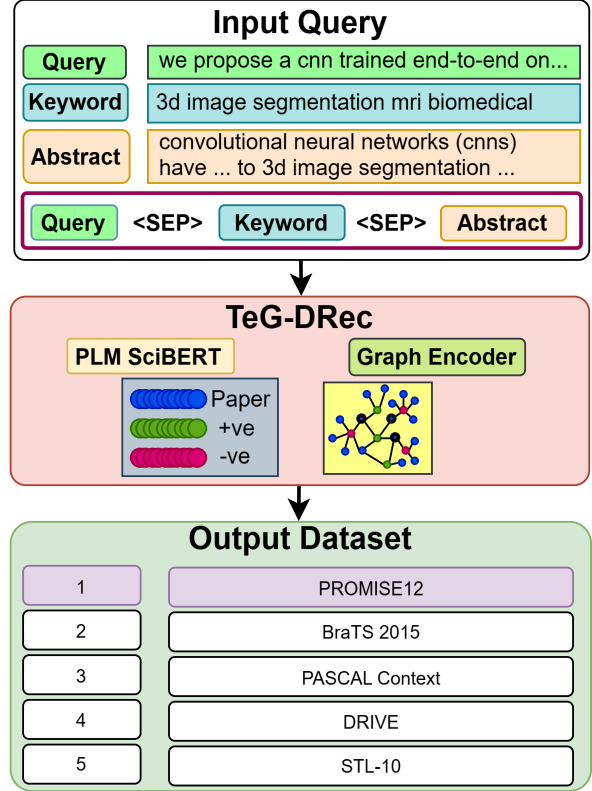 Input Query
Query we propose a cnn trained end-to-end on...
Keyword 3d image segmentation mri biomedical
Abstract convolutional neural networks (cnns)
have ... to 3d image segmentation ...
Query <SEP> Keyword <SEP> Abstract
TeG-DRec
PLM SciBERT Graph Encoder
Paper
+ve
-ve
Output Dataset
1 PROMISE12
2 BraTS 2015
3 PASCAL Context
4 DRIVE
5 STL-10